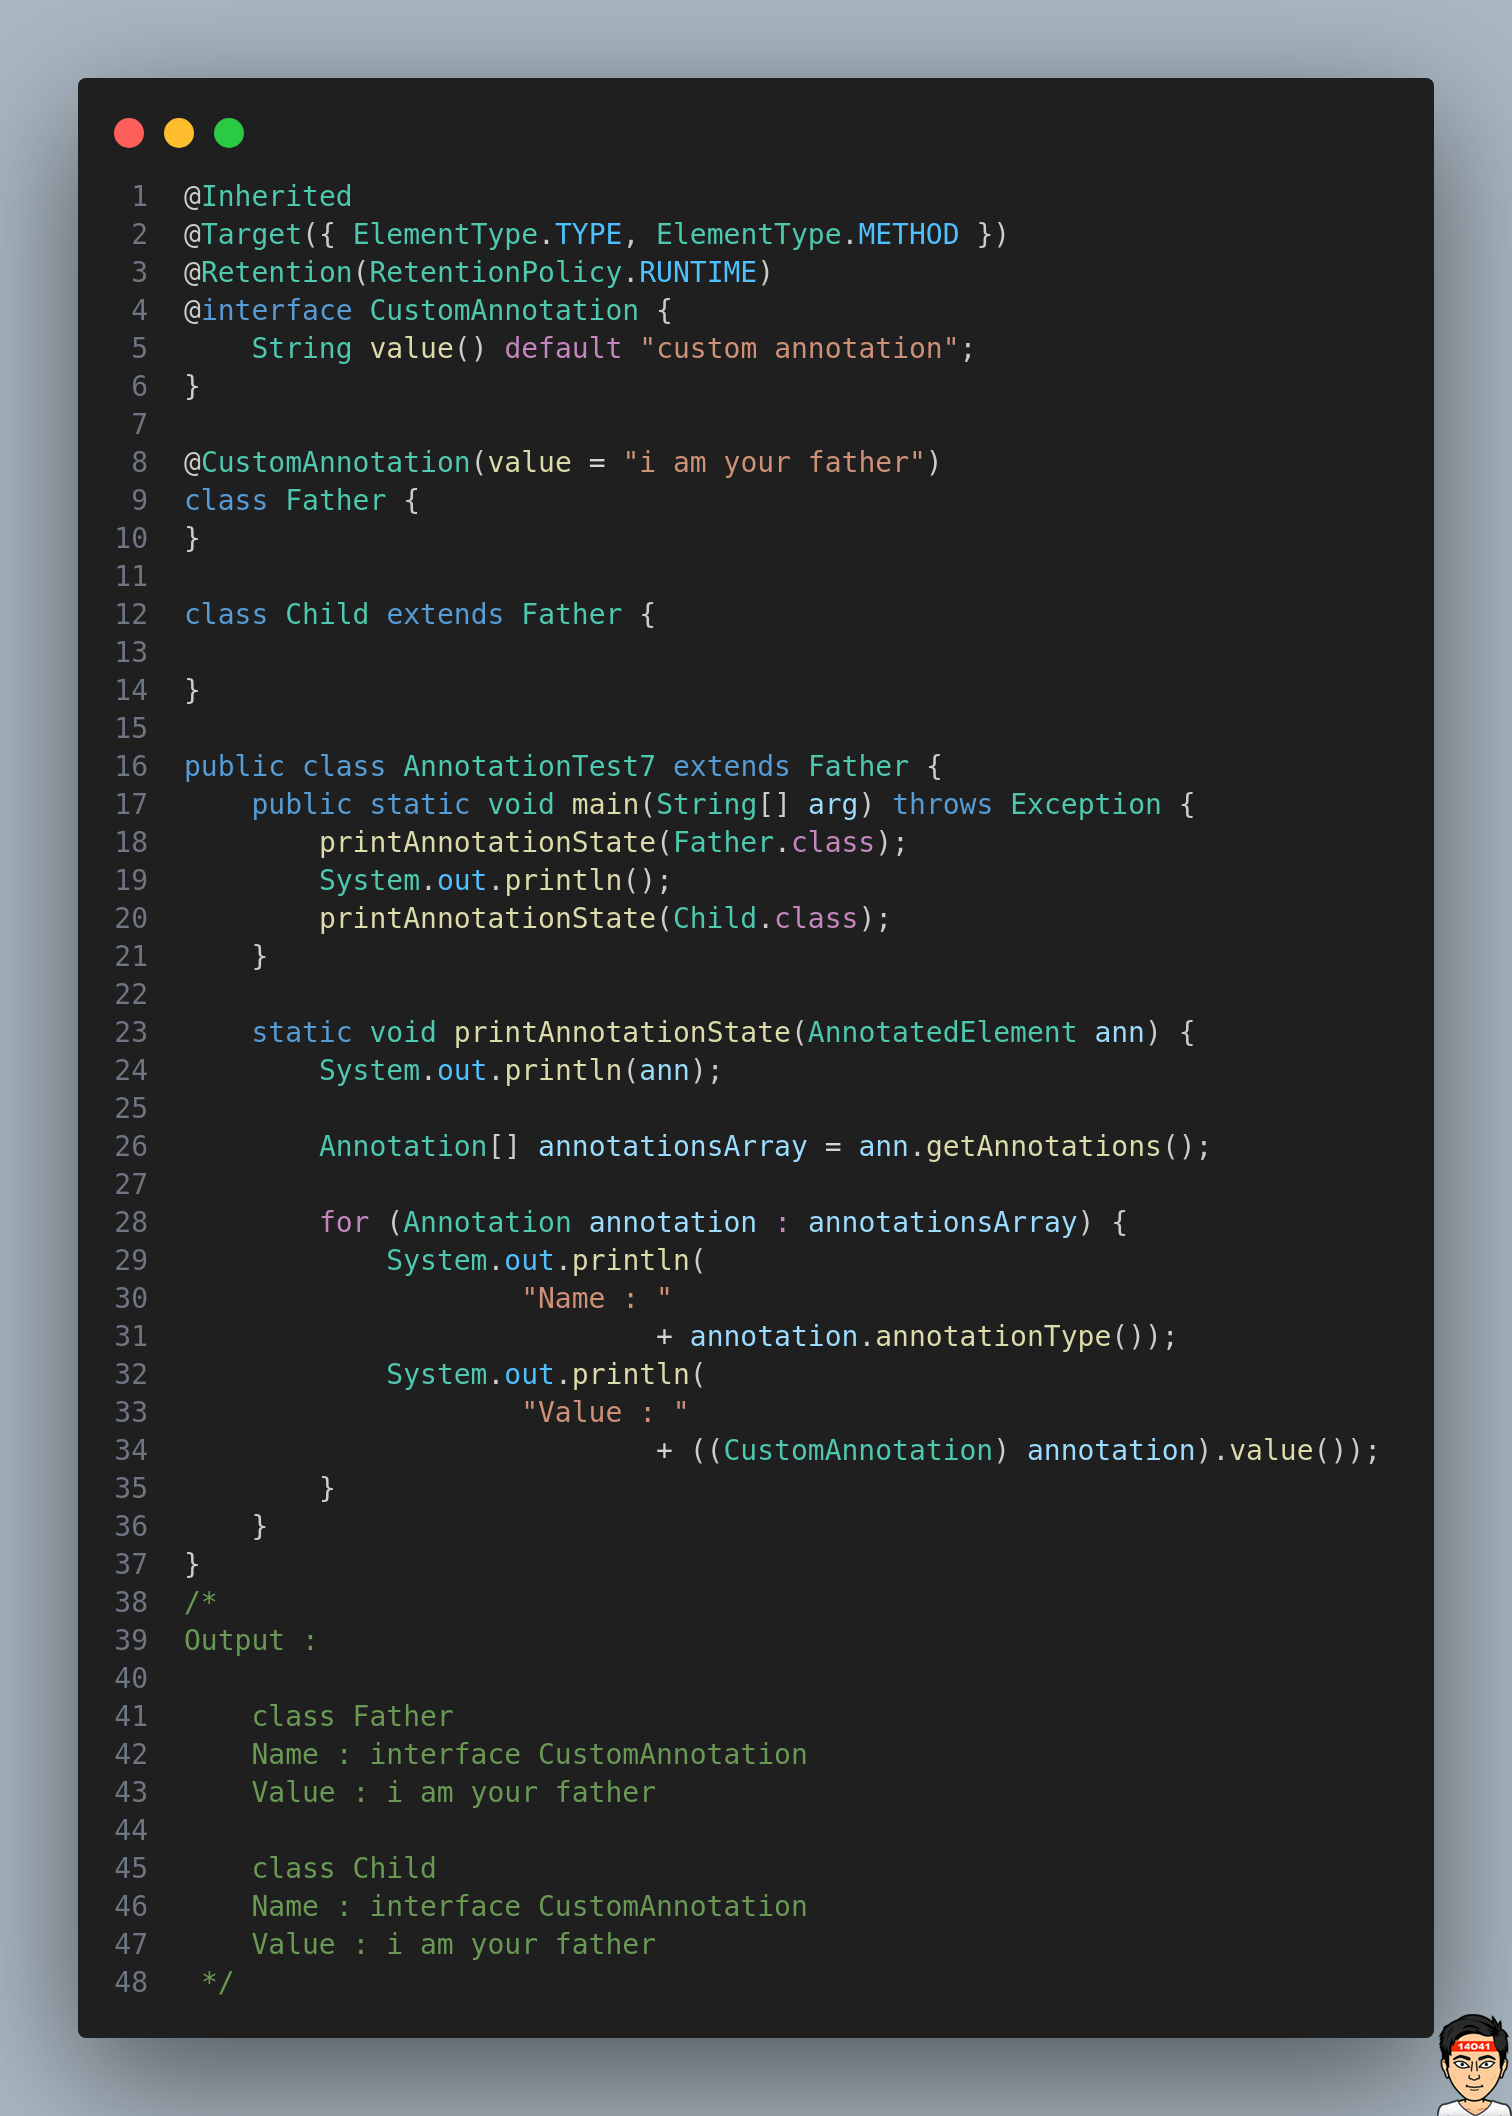 1 @Inherited
2 @Target({ ElementType.TYPE, ElementType.METHOD })
3 @Retention(RetentionPolicy.RUNTIME)
4 @interface CustomAnnotation {
5     String value() default "custom annotation";
6 }
7
8 @CustomAnnotation(value = "i am your father")
9 class Father {
10 }
11
12 class Child extends Father {
13
14 }
15
16 public class AnnotationTest7 extends Father {
17     public static void main(String[] arg) throws Exception {
18         printAnnotationState(Father.class);
19         System.out.println();
20         printAnnotationState(Child.class);
21     }
22
23     static void printAnnotationState(AnnotatedElement ann) {
24         System.out.println(ann);
25
26         Annotation[] annotationsArray = ann.getAnnotations();
27
28         for (Annotation annotation : annotationsArray) {
29             System.out.println(
30                     "Name : "
31                             + annotation.annotationType());
32             System.out.println(
33                     "Value : "
34                             + ((CustomAnnotation) annotation).value());
35         }
36     }
37 }
38 /*
39 Output :
40
41     class Father
42     Name : interface CustomAnnotation
43     Value : i am your father
44
45     class Child
46     Name : interface CustomAnnotation
47     Value : i am your father
48  */
14041